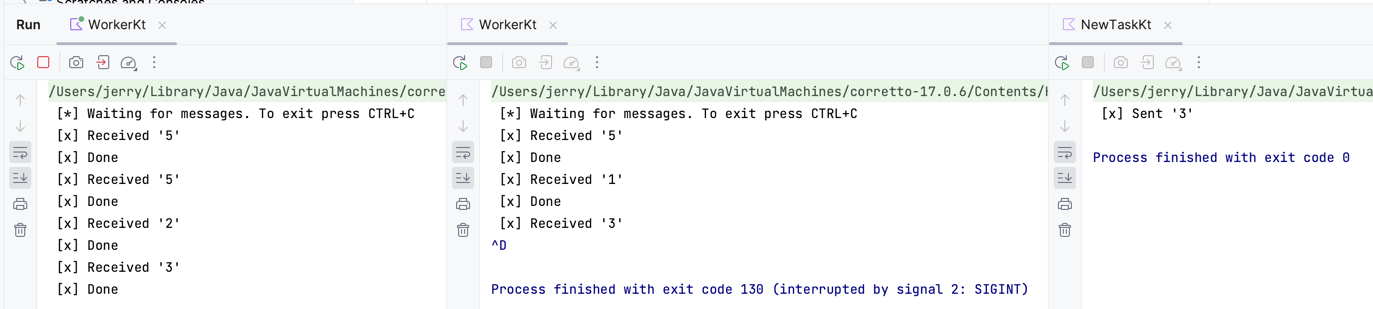 Scratches and Consoles
Run
WorkerKt
/Users/jerry/Library/Java/JavaVirtualMachines/corre
[*] Waiting for messages. To exit press CTRL+C
[x] Received '5'
[x] Done
[x] Received '5'
[x] Done
[x] Received '2'
[x] Done
[x] Received '3'
[x] Done
WorkerKt
/Users/jerry/Library/Java/JavaVirtualMachines/corretto-17.0.6/Contents/
[*] Waiting for messages. To exit press CTRL+C
[x] Received '5'
[x] Done
[x] Received '1'
[x] Done
[x] Received '3'
^D
Process finished with exit code 130 (interrupted by signal 2: SIGINT)
NewTaskKt
/Users/jerry/Library/Java/JavaVirtua
[x] Sent '3'
Process finished with exit code 0